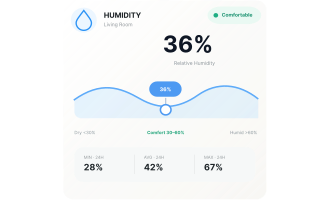 HUMIDITY
Living Room
Comfortable
36%
Relative Humidity
36%
Dry <30%
Comfort 30–60%
Humid >60%
MIN · 24H
AVG · 24H
MAX · 24H
28%
42%
67%